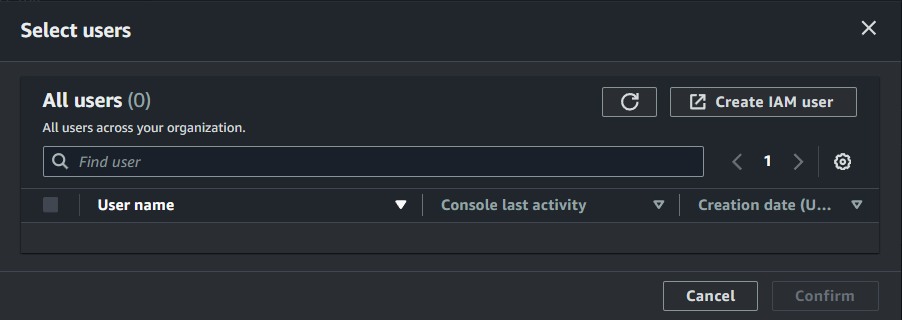 Select users
All users (0)
Create IAM user
All users across your organization.
Find user
1
User name
Console last activity
Creation date (U...
Cancel
Confirm